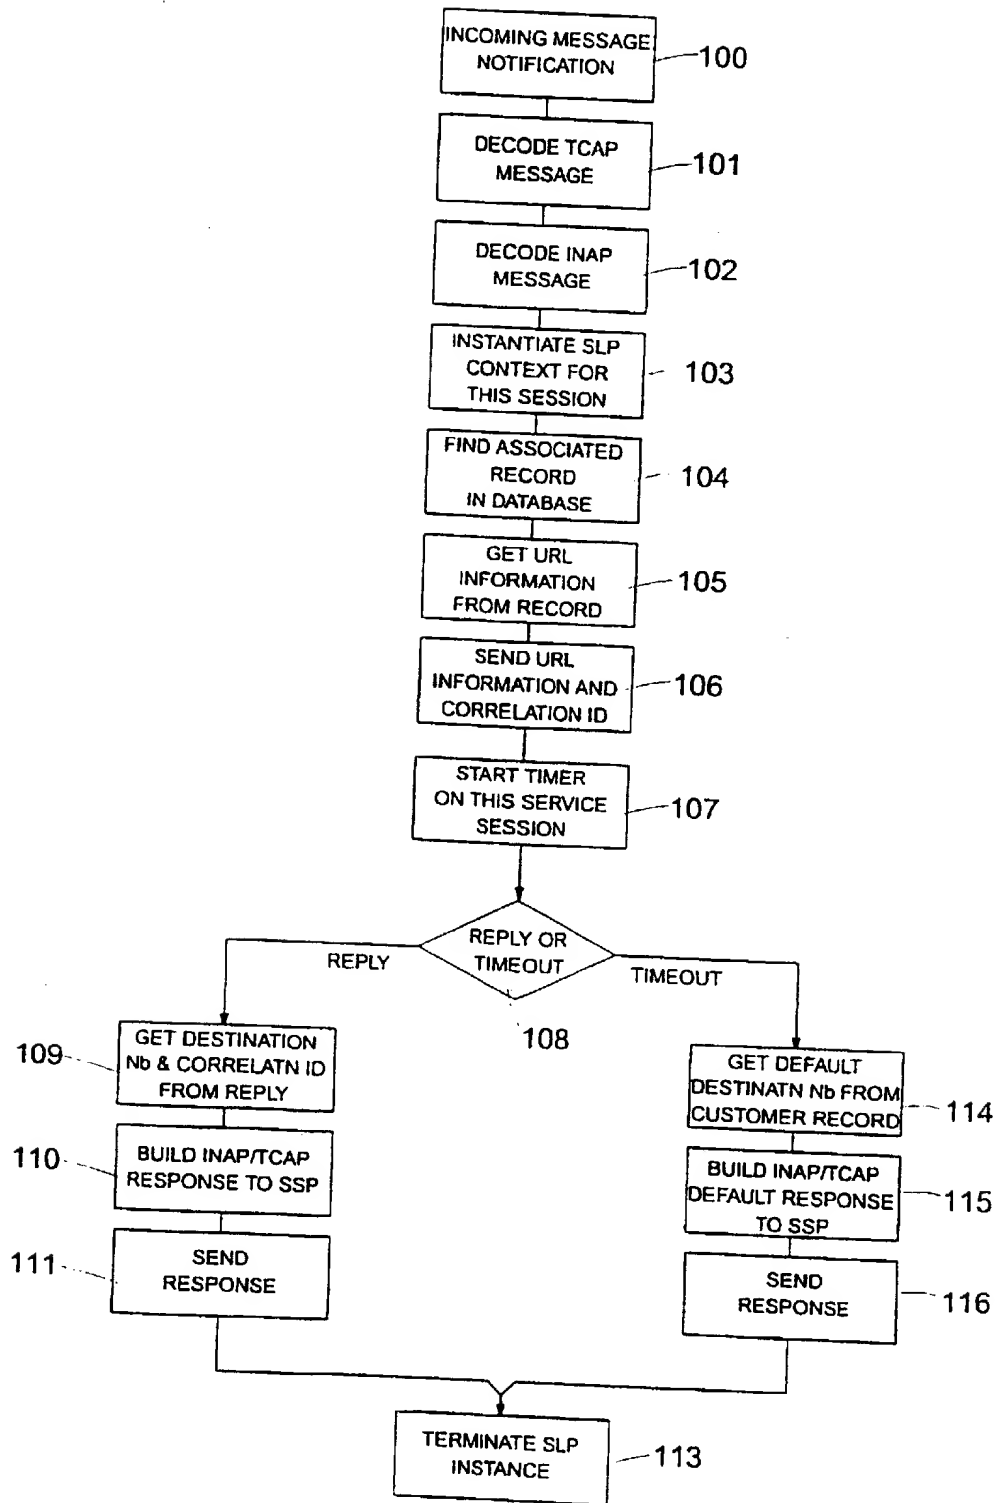 INCOMING MESSAGE
NOTIFICATION
100
DECODE TCAP
MESSAGE
101
DECODE INAP
MESSAGE
102
INSTANTIATE SLP
CONTEXT FOR
THIS SESSION
103
FIND ASSOCIATED
RECORD
IN DATABASE
104
GET URL
INFORMATION
FROM RECORD
105
SEND URL
INFORMATION AND
CORRELATION ID
106
START TIMER
ON THIS SERVICE
SESSION
107
REPLY OR
TIMEOUT
108
REPLY
TIMEOUT
109
GET DESTINATION
Nb & CORRELATN ID
FROM REPLY
110
BUILD INAP/TCAP
RESPONSE TO SSP
111
SEND
RESPONSE
GET DEFAULT
DESTINATN Nb FROM
CUSTOMER RECORD
114
BUILD INAP/TCAP
DEFAULT RESPONSE
TO SSP
115
SEND
RESPONSE
116
TERMINATE SLP
INSTANCE
113